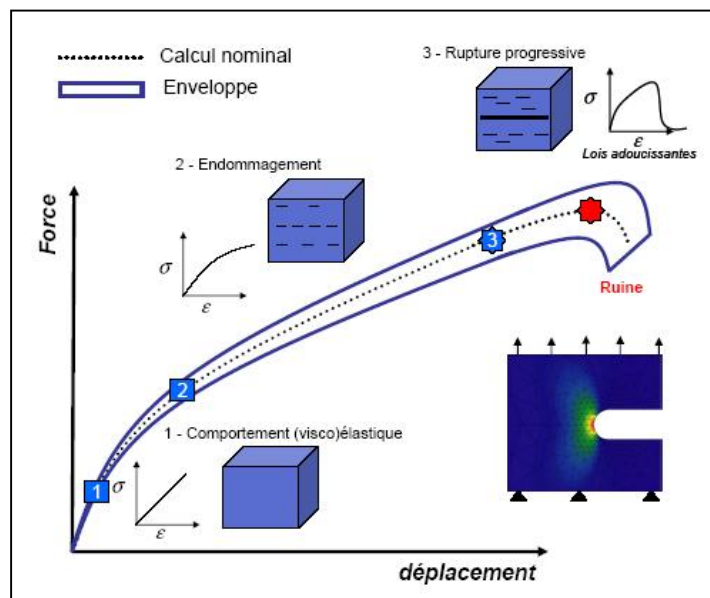 Calcul nominal
Enveloppe
3 - Rupture progressive
σ
ε
Lois adoucissantes
2 - Endommagement
σ
ε
Force
3
Ruine
2
1 - Comportement (visco)élastique
1
σ
ε
déplacement